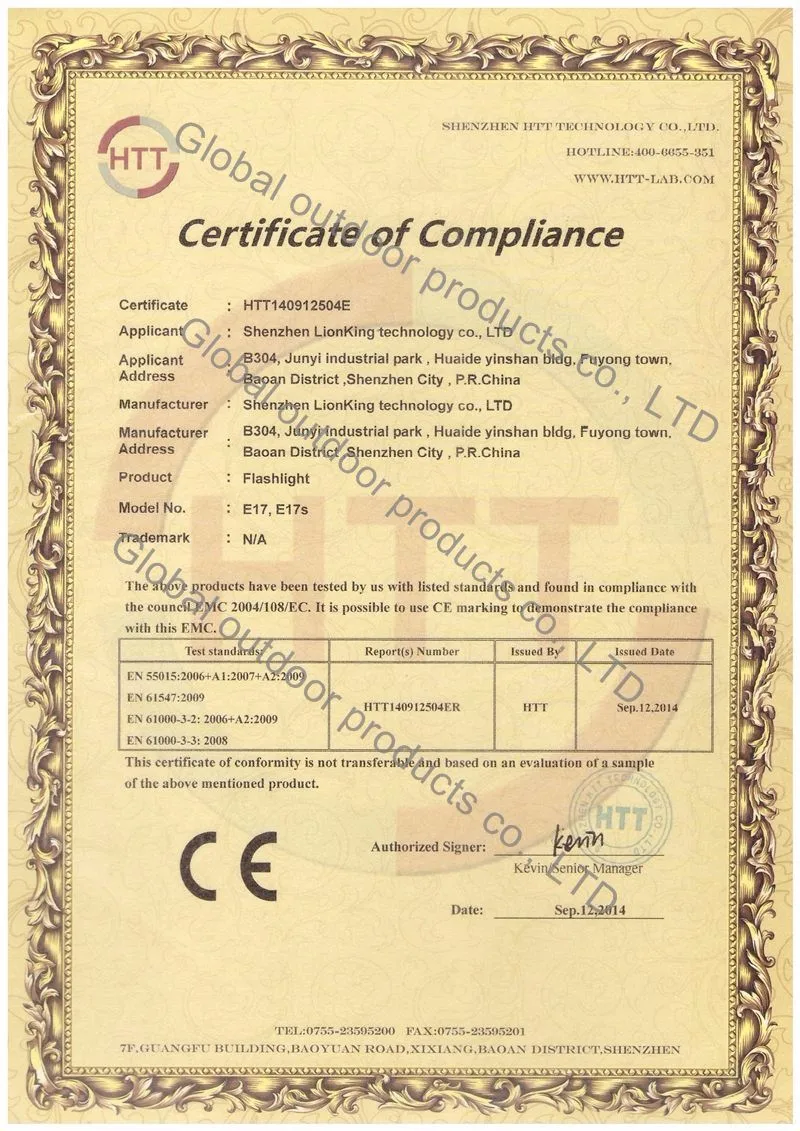 HTT
SHENZHEN HTT TECHNOLOGY CO.,LTD.
HOTLINE:400-6655-351
WWW.HTT-LAB.COM
Certificate of Compliance
Certificate : HTT140912504E
Applicant : Shenzhen LionKing technology co., LTD
Applicant Address : B304, Junyi industrial park , Huaide yinshan bldg, Fuyong town,
Baoan District ,Shenzhen City , P.R.China
Manufacturer : Shenzhen LionKing technology co., LTD
Manufacturer Address : B304, Junyi industrial park , Huaide yinshan bldg, Fuyong town,
Baoan District ,Shenzhen City , P.R.China
Product : Flashlight
Model No. : E17, E17s
Trademark : N/A
HTT
The above products have been tested by us with listed standards and found in compliance with
the council EMC 2004/108/EC. It is possible to use CE marking to demonstrate the compliance
with this EMC.
Test standards: Report(s) Number Issued By Issued Date
EN 55015:2006+A1:2007+A2:2009
EN 61547:2009
EN 61000-3-2: 2006+A2:2009
EN 61000-3-3: 2008
HTT140912504ER HTT Sep.12,2014
This certificate of conformity is not transferable and based on an evaluation of a sample
of the above mentioned product.
CE
HTT
Authorized Signer: Kevin
Kevin/Senior Manager
Date: Sep.12,2014
TEL:0755-23595200 FAX:0755-23595201
7F,GUANGFU BUILDING,BAOYUAN ROAD,XIXIANG,BAOAN DISTRICT,SHENZHEN
Global outdoor products co., LTD
Global outdoor products co., LTD
Global outdoor products co., LTD